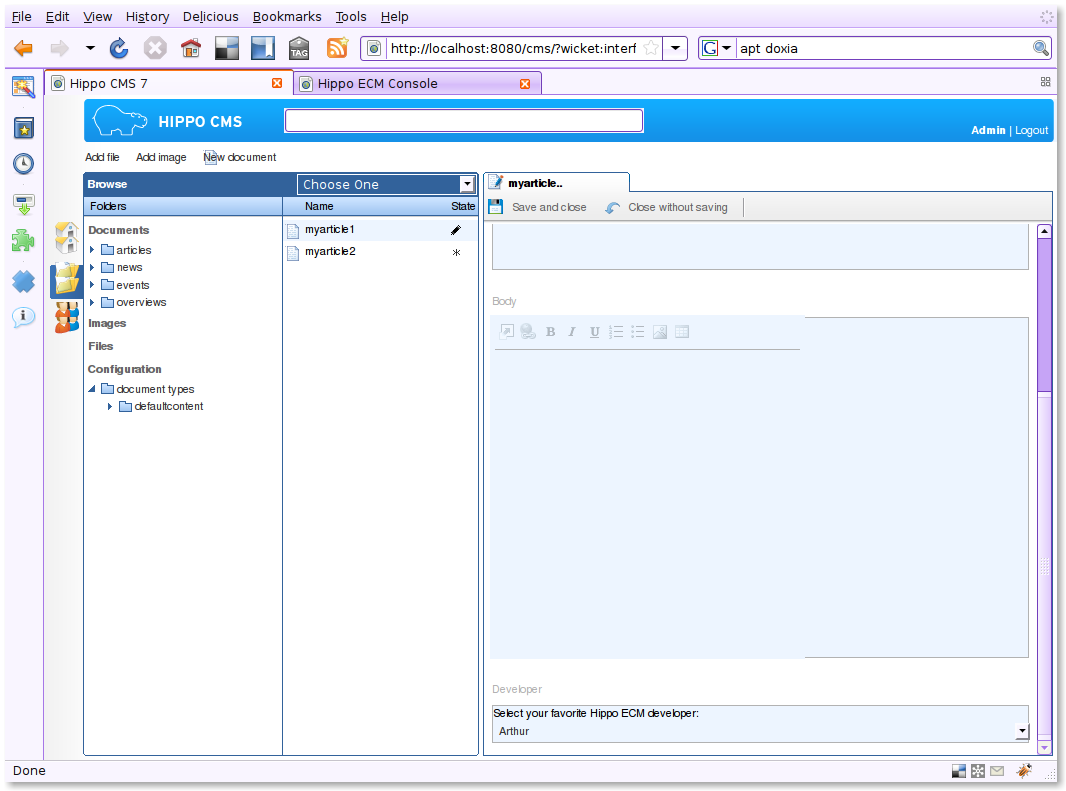 File Edit View History Delicious Bookmarks Tools Help
TAG http://localhost:8080/cms/?wicket:interf G apt doxia
Hippo CMS 7 Hippo ECM Console
HIPPO CMS
Admin | Logout
Add file Add image New document
Browse Choose One myarticle..
Folders Name State Save and close Close without saving
Documents myarticle1
articles myarticle2
news
events
overviews
Images
Files
Configuration
document types
defaultcontent
Body
B I U
Developer
Select your favorite Hippo ECM developer:
Arthur
Done